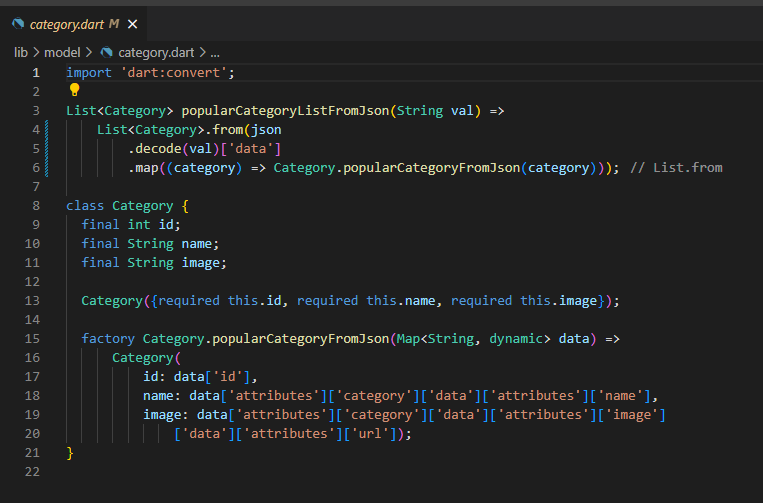 category.dart M
lib > model > category.dart > ...
1 import 'dart:convert';
2
3 List<Category> popularCategoryListFromJson(String val) =>
4     List<Category>.from(json
5         .decode(val)['data']
6         .map((category) => Category.popularCategoryFromJson(category))); // List.from
7
8 class Category {
9   final int id;
10   final String name;
11   final String image;
12
13   Category({required this.id, required this.name, required this.image});
14
15   factory Category.popularCategoryFromJson(Map<String, dynamic> data) =>
16       Category(
17           id: data['id'],
18           name: data['attributes']['category']['data']['attributes']['name'],
19           image: data['attributes']['category']['data']['attributes']['image']
20               ['data']['attributes']['url']);
21 }
22